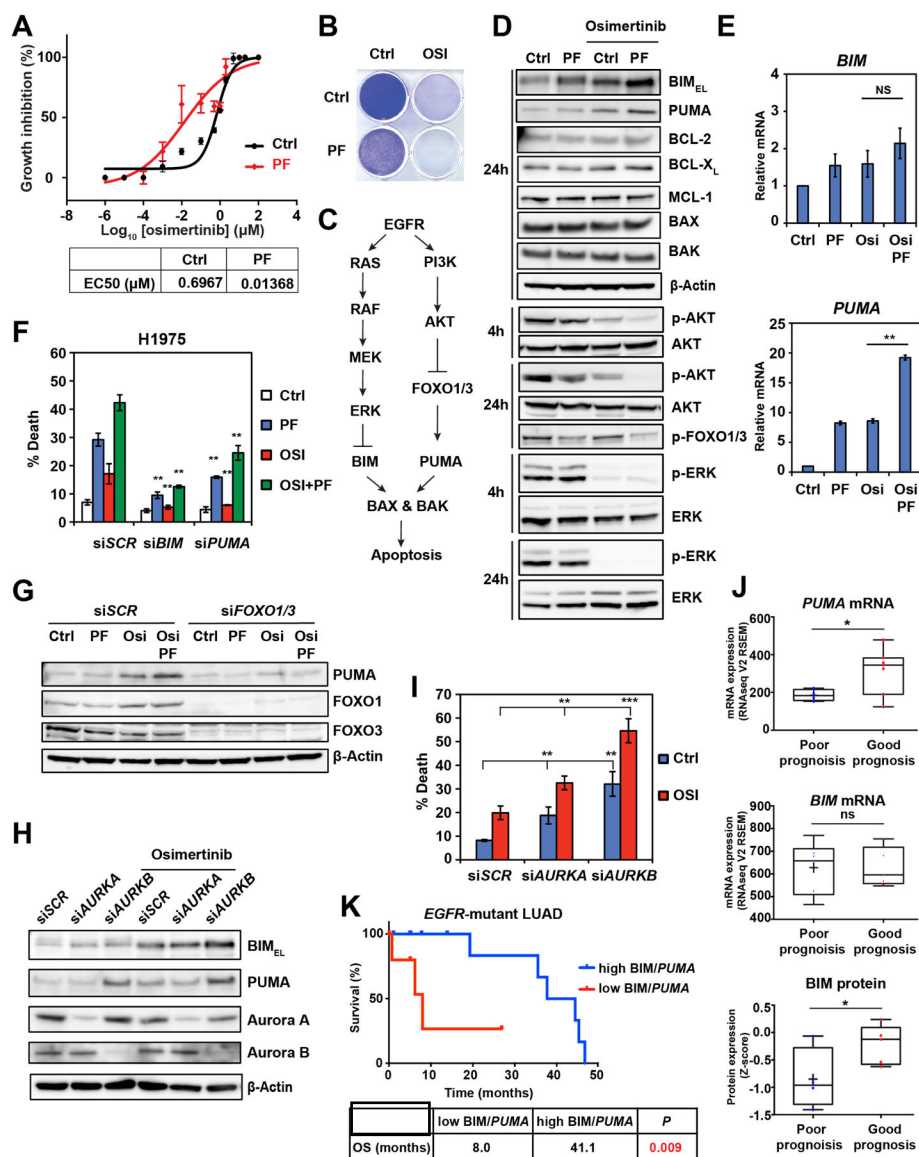 A
Growth inhibition (%)
100
50
0
Ctrl
PF
-8 -6 -4 -2 0 2 4
Log10 [osimertinib] (µM)
Ctrl PF
EC50 (µM) 0.6967 0.01368
B
Ctrl OSI
Ctrl
PF
C
EGFR
RAS PI3K
RAF
AKT
MEK
FOXO1/3
ERK
BIM PUMA
BAX & BAK
Apoptosis
D
Osimertinib
Ctrl PF Ctrl PF
BIMEL
PUMA
BCL-2
24h
BCL-XL
MCL-1
BAX
BAK
β-Actin
p-AKT
4h
AKT
p-AKT
24h
AKT
p-FOXO1/3
p-ERK
4h
ERK
p-ERK
24h
ERK
E
BIM
Relative mRNA
4
3
2
1
0
NS
Ctrl PF Osi Osi
PF
PUMA
Relative mRNA
25
20
15
10
5
0
**
Ctrl PF Osi Osi
PF
F
H1975
% Death
60
50
40
30
20
10
0
Ctrl
PF
OSI
OSI+PF
** ** **
** ** **
siSCR siBIM siPUMA
G
siSCR siFOXO1/3
Ctrl PF Osi Osi Ctrl PF Osi Osi
PF PF
PUMA
FOXO1
FOXO3
β-Actin
H
Osimertinib
siSCR siAURKA siAURKB siSCR siAURKA siAURKB
BIMEL
PUMA
Aurora A
Aurora B
β-Actin
I
% Death
70
60
50
40
30
20
10
0
** ***
** **
Ctrl
OSI
siSCR siAURKA siAURKB
J
PUMA mRNA
mRNA expression
(RNAseq V2 RSEM)
600
400
200
0
*
Poor Good
prognoisis prognosis
BIM mRNA
mRNA expression
(RNAseq V2 RSEM)
900
800
700
600
500
400
ns
Poor Good
prognoisis prognosis
BIM protein
Protein expression
(Z-score)
0.5
0.0
-0.5
-1.0
-1.5
*
Poor Good
prognoisis prognosis
K
EGFR-mutant LUAD
Survival (%)
100
50
0
high BIM/PUMA
low BIM/PUMA
0 10 20 30 40 50
Time (months)
low BIM/PUMA high BIM/PUMA P
OS (months) 8.0 41.1 0.009